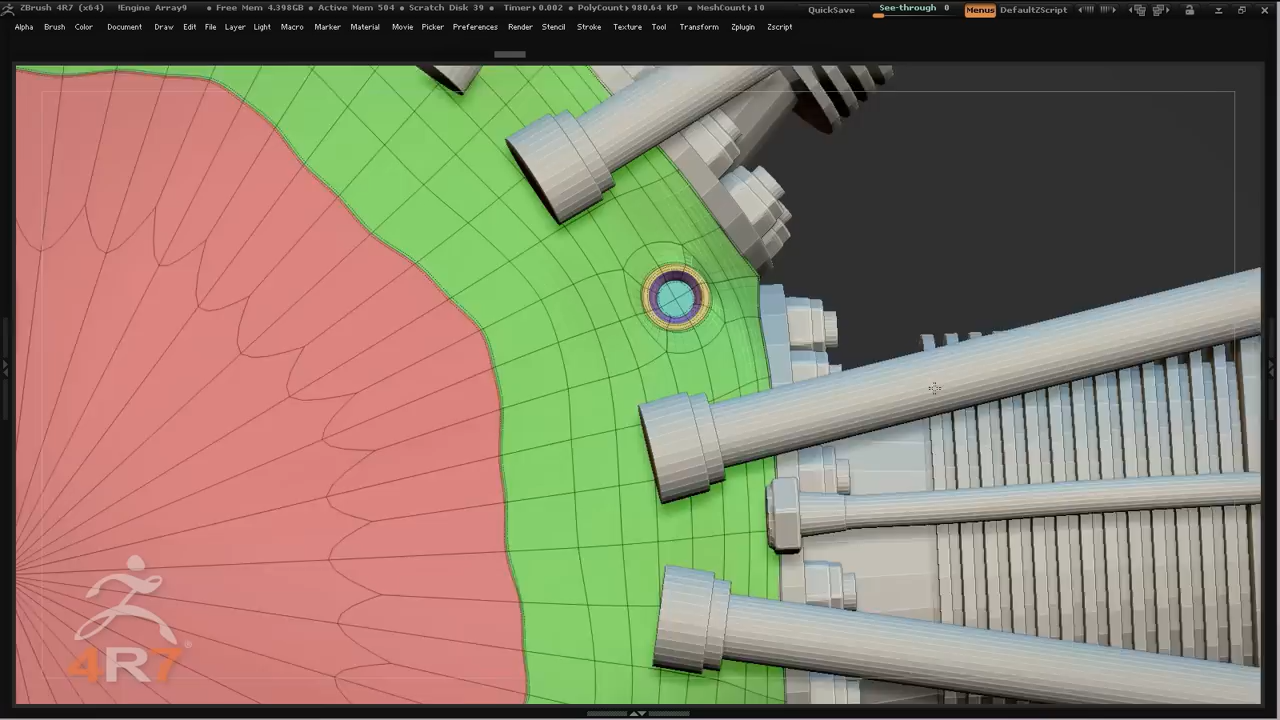 ZBrush 4R7 (x64) !Engine Array9 • Free Mem 4.398GB • Active Mem 504 • Scratch Disk 39 • Timer▸0.002 • PolyCount▸980.64 KP • MeshCount▸10 QuickSave See-through 0 Menus DefaultZScript
Alpha Brush Color Document Draw Edit File Layer Light Macro Marker Material Movie Picker Preferences Render Stencil Stroke Texture Tool Transform Zplugin Zscript
4R7